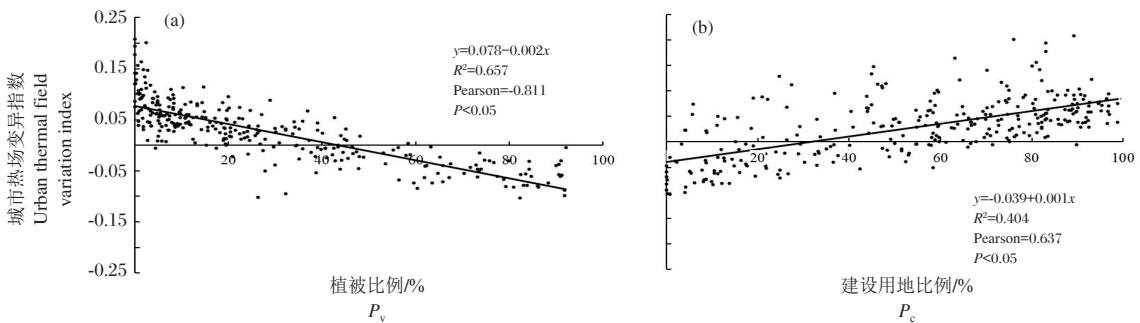 城市热场变异指数
Urban thermal field
variation index
(a)
0.25
0.15
0.05
-0.05
-0.15
-0.25
20
40
60
80
100
y=0.078−0.002x
R²=0.657
Pearson=-0.811
P<0.05
植被比例/%
Pv
(b)
20
40
60
80
100
y=-0.039+0.001x
R²=0.404
Pearson=0.637
P<0.05
建设用地比例/%
Pc